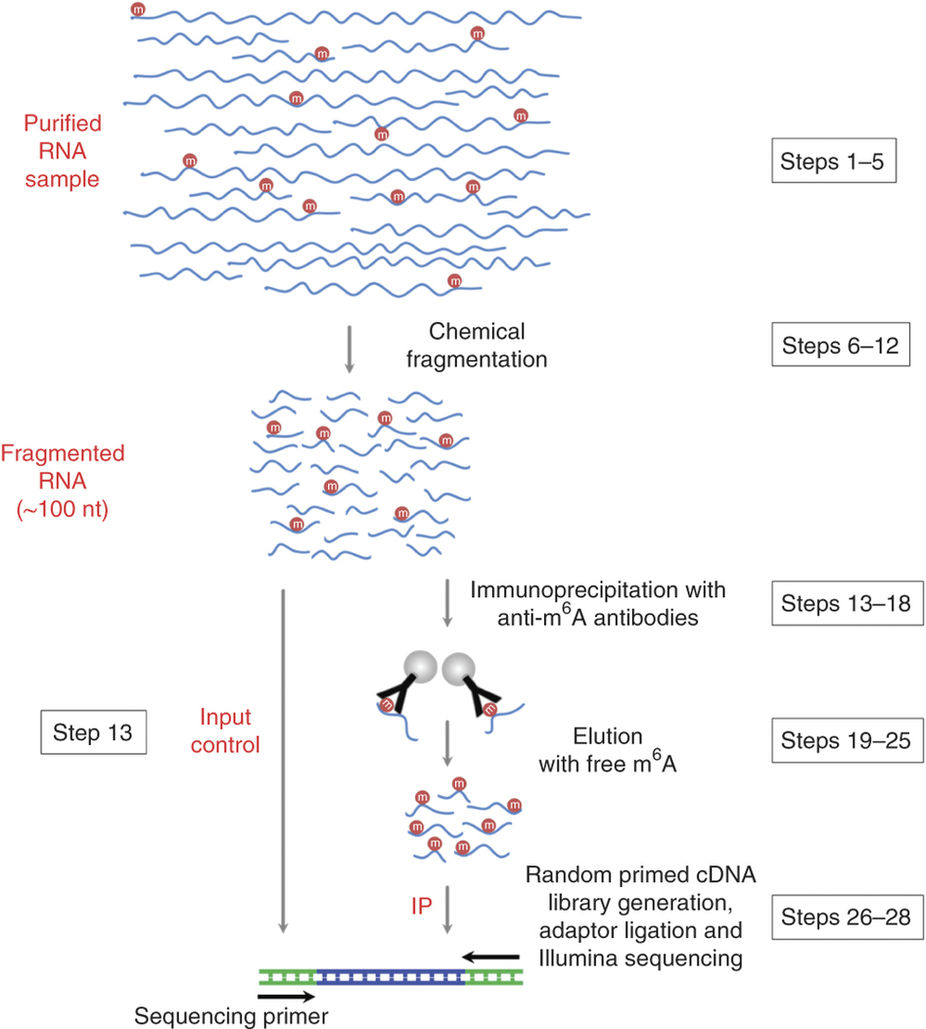 m
m
m
m
m
m
Purified
RNA
sample
m
m
m
m
m
m
m
Steps 1–5
Chemical
fragmentation
Steps 6–12
m
m
m
m
Fragmented
RNA
(~100 nt)
m
m
m
Immunoprecipitation with
anti-m⁶A antibodies
Steps 13–18
m
m
Step 13
Input
control
Elution
with free m⁶A
Steps 19–25
m
m
m
m
m
m
m
IP
Random primed cDNA
library generation,
adaptor ligation and
Illumina sequencing
Steps 26–28
Sequencing primer